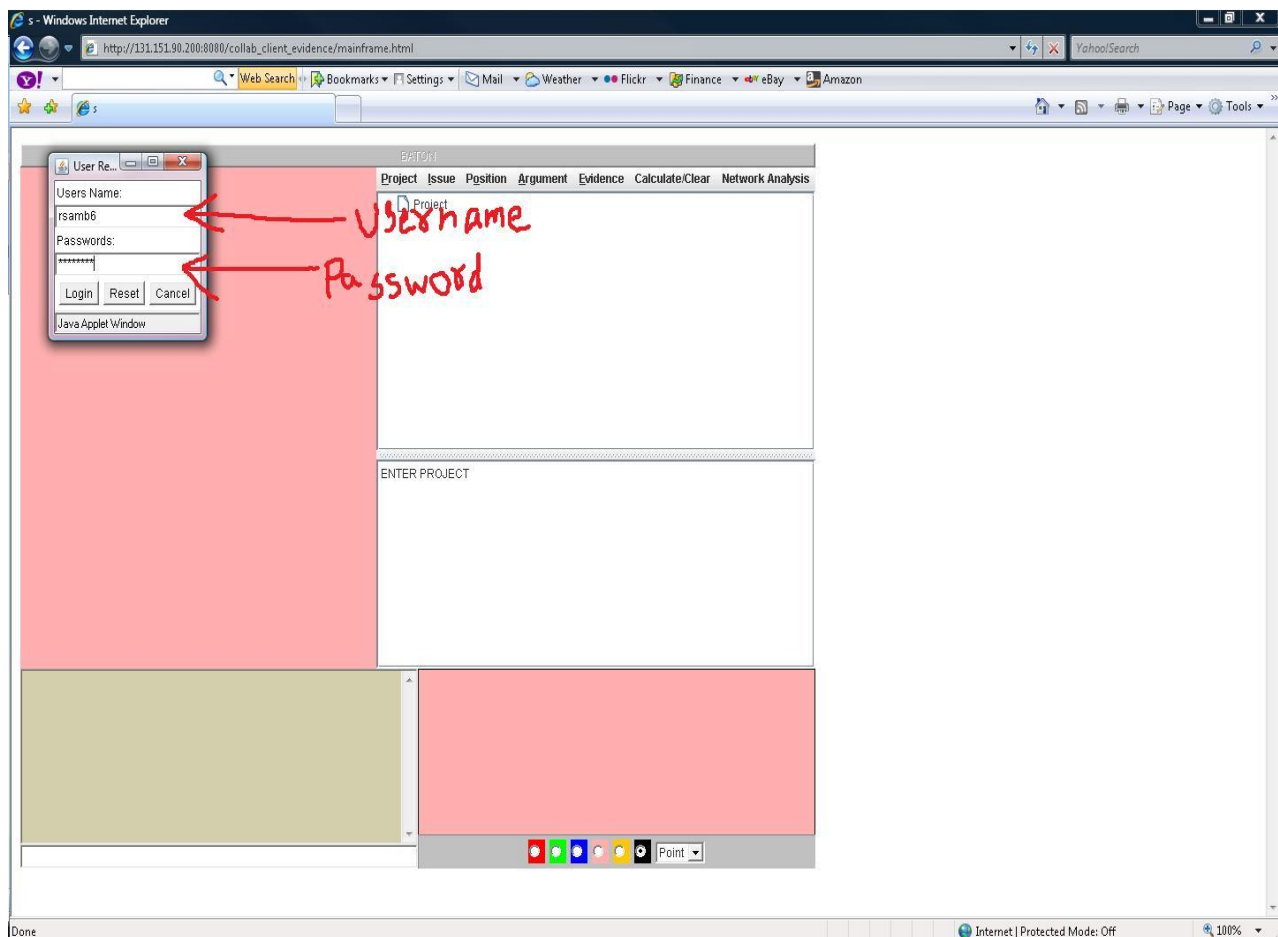 s - Windows Internet Explorer
http://131.151.90.200:8080/collab_client_evidence/mainframe.html
Yahoo! Search
Y! Web Search Bookmarks Settings Mail Weather Flickr Finance eBay Amazon
s
Page Tools
BATON
User Re...
Project Issue Position Argument Evidence Calculate/Clear Network Analysis
Users Name:
Project
rsamb6
Username
Passwords:
********
Password
Login Reset Cancel
Java Applet Window
ENTER PROJECT
Point
Done
Internet | Protected Mode: Off
100%